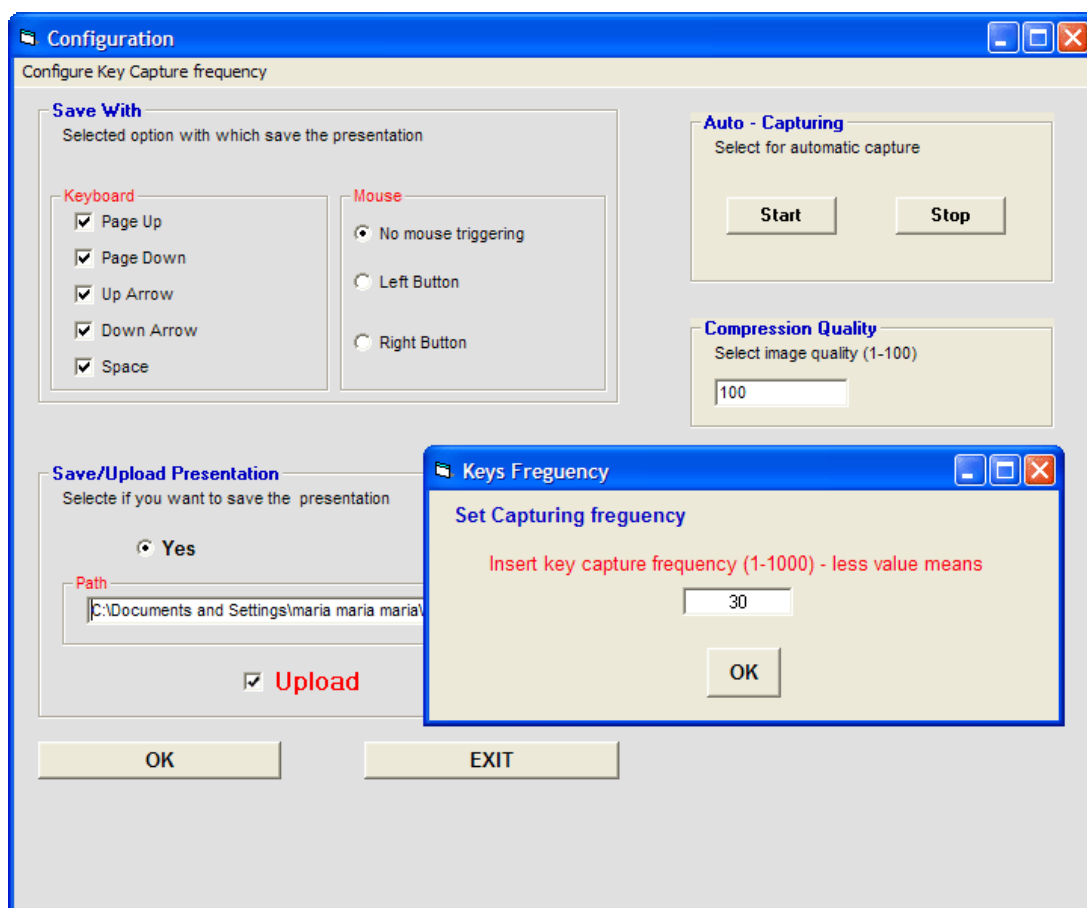 Configuration
Configure Key Capture frequency
Save With
Selected option with which save the presentation
Keyboard
Page Up
Page Down
Up Arrow
Down Arrow
Space
Mouse
No mouse triggering
Left Button
Right Button
Auto - Capturing
Select for automatic capture
Start Stop
Compression Quality
Select image quality (1-100)
100
Save/Upload Presentation
Selecte if you want to save the presentation
Yes
Path
C:\Documents and Settings\maria maria maria\
Upload
OK EXIT
Keys Freguency
Set Capturing freguency
Insert key capture frequency (1-1000) - less value means
30
OK